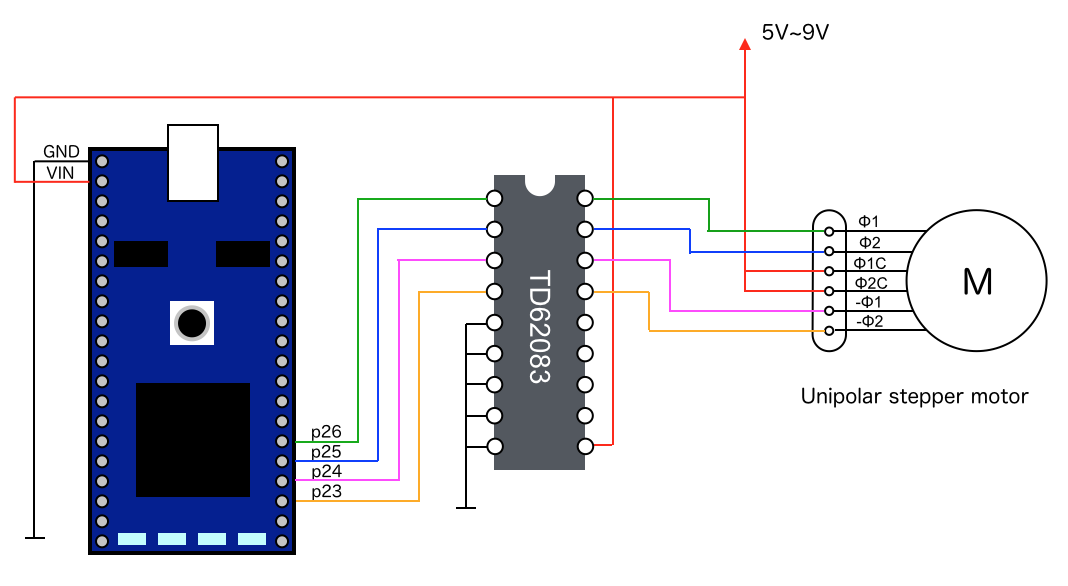 5V~9V
GND
VIN
p26
p25
p24
p23
TD62083
Φ1
Φ2
Φ1C
Φ2C
-Φ1
-Φ2
M
Unipolar stepper motor